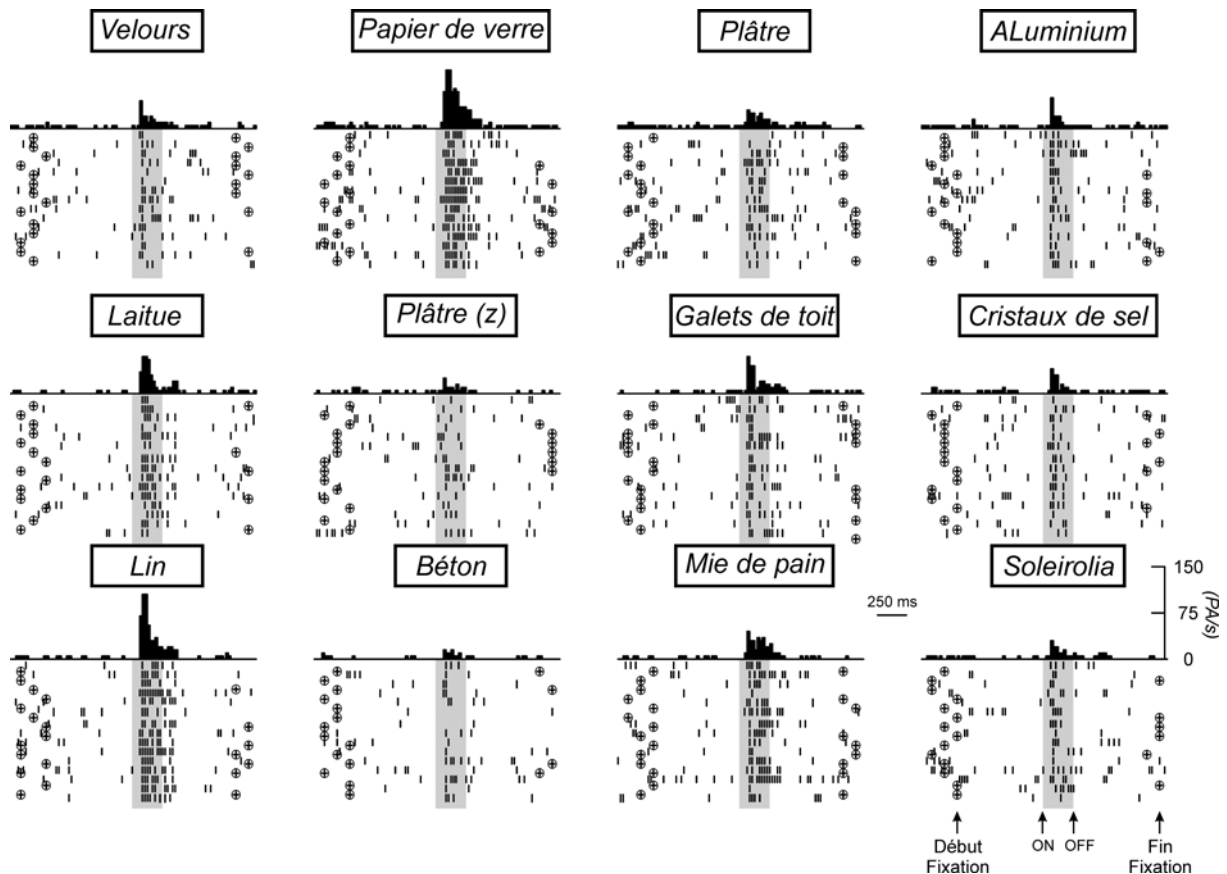 Velours
Papier de verre
Plâtre
ALuminium
Laitue
Plâtre (z)
Galets de toit
Cristaux de sel
Lin
Béton
Mie de pain
Soleirolia
250 ms
150
75
0
(PA/s)
Début
Fixation
ON
OFF
Fin
Fixation